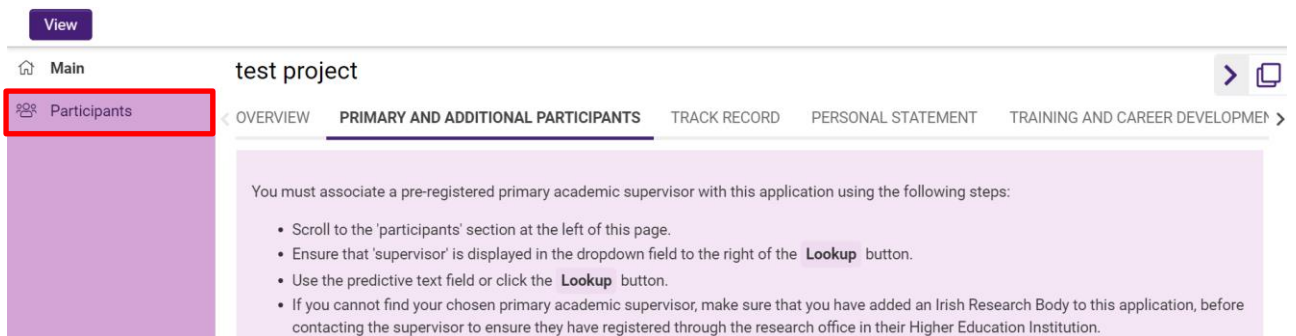 View
Main
Participants
test project
OVERVIEW PRIMARY AND ADDITIONAL PARTICIPANTS TRACK RECORD PERSONAL STATEMENT TRAINING AND CAREER DEVELOPMEN
You must associate a pre-registered primary academic supervisor with this application using the following steps:
• Scroll to the 'participants' section at the left of this page.
• Ensure that 'supervisor' is displayed in the dropdown field to the right of the Lookup button.
• Use the predictive text field or click the Lookup button.
• If you cannot find your chosen primary academic supervisor, make sure that you have added an Irish Research Body to this application, before
contacting the supervisor to ensure they have registered through the research office in their Higher Education Institution.